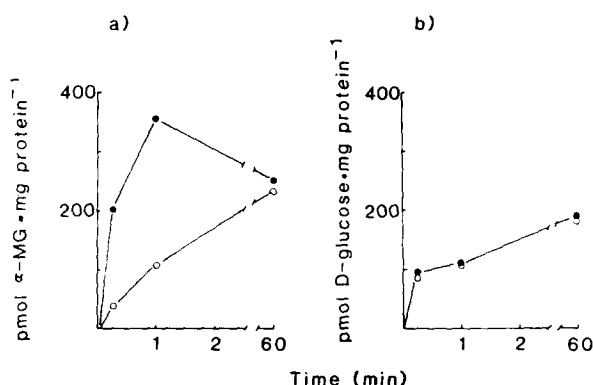 a)
b)
pmol α-MG•mg protein⁻¹
400
200
1
2
60
pmol D-glucose•mg protein⁻¹
400
200
1
2
60
Time (min)